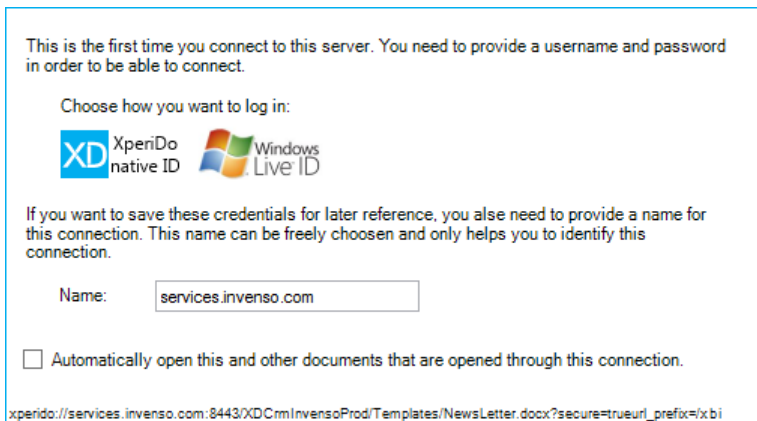 This is the first time you connect to this server. You need to provide a username and password
in order to be able to connect.
Choose how you want to log in:
XD XperiDo
native ID
Windows
Live ID
If you want to save these credentials for later reference, you alse need to provide a name for
this connection. This name can be freely choosen and only helps you to identify this
connection.
Name: services.invenso.com
Automatically open this and other documents that are opened through this connection.
xperido://services.invenso.com:8443/XDCrmInvensoProd/Templates/NewsLetter.docx?secure=trueurl_prefix=/xbi